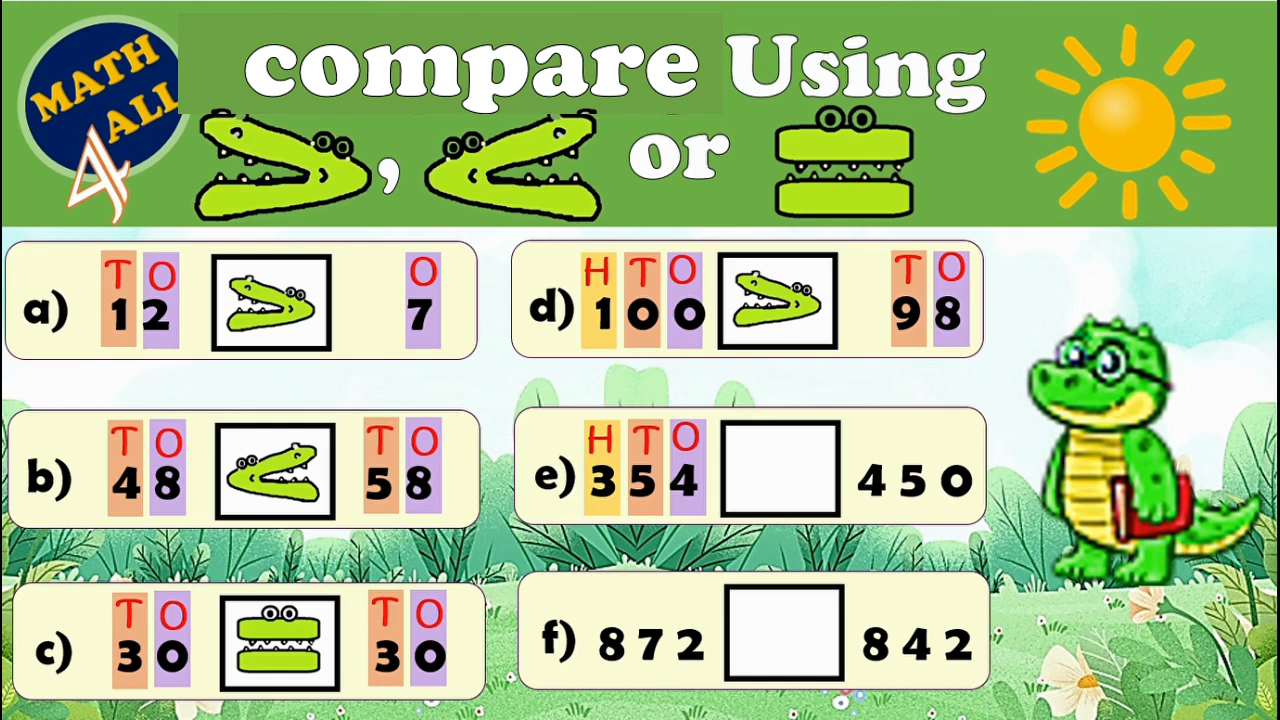 MATH
4 ALL
compare Using
, or
a) T O O
12 7
b) T O T O
48 58
c) T O T O
30 30
d) H T O T O
100 98
e) H T O
354 450
f) 872 842